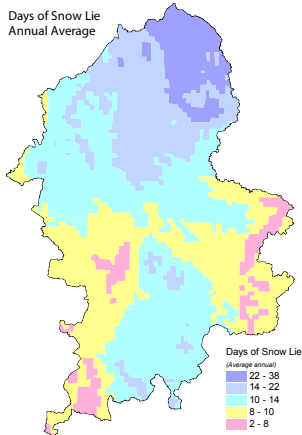 Days of Snow Lie
Annual Average
Days of Snow Lie
(Average annual)
22 - 38
14 - 22
10 - 14
8 - 10
2 - 8